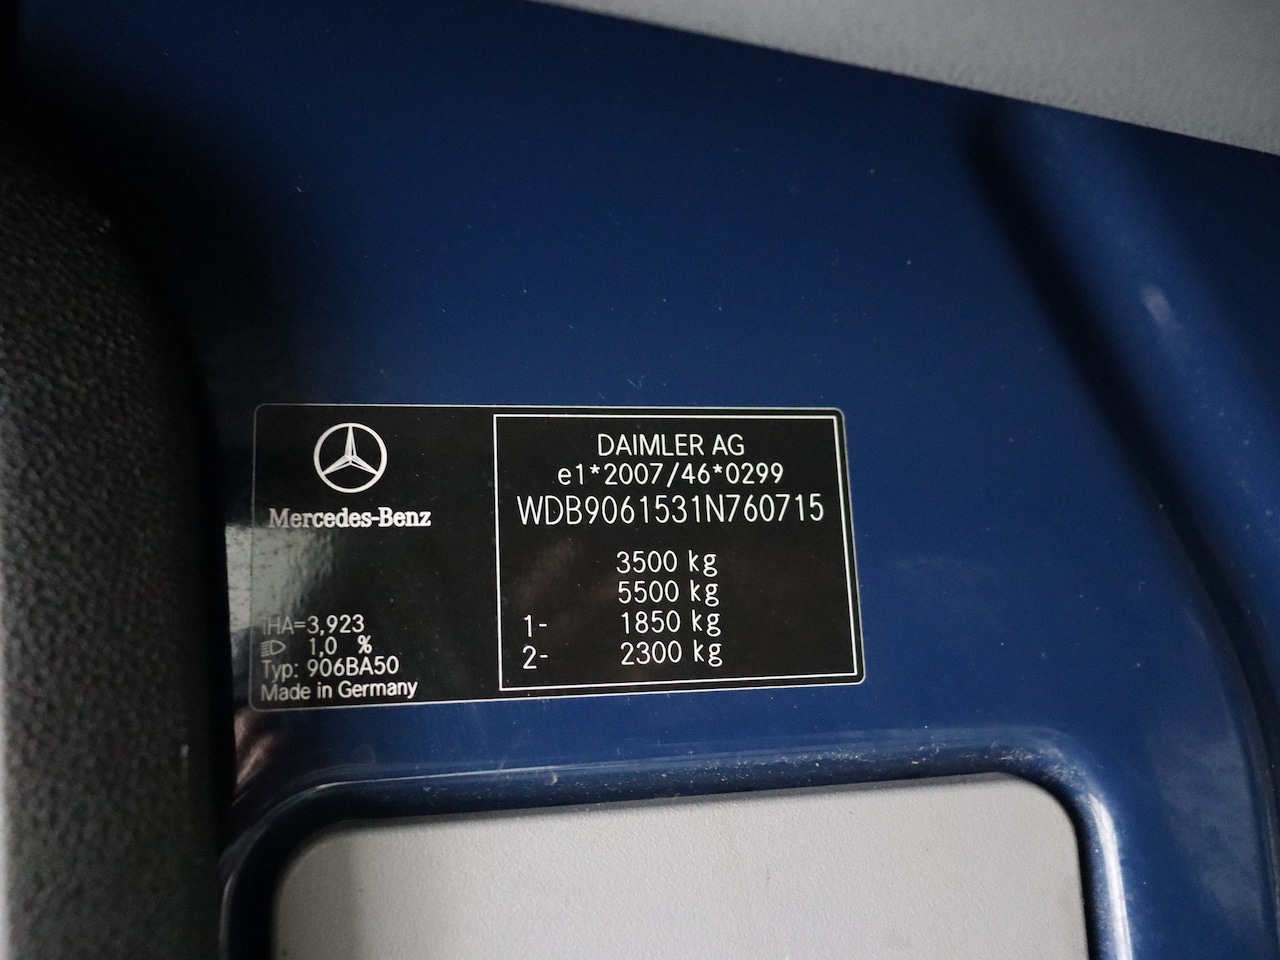 Mercedes-Benz
iHA=3,923
1,0 %
Typ: 906BA50
Made in Germany
DAIMLER AG
e1*2007/46*0299
WDB9061531N760715
3500 kg
5500 kg
1- 1850 kg
2- 2300 kg